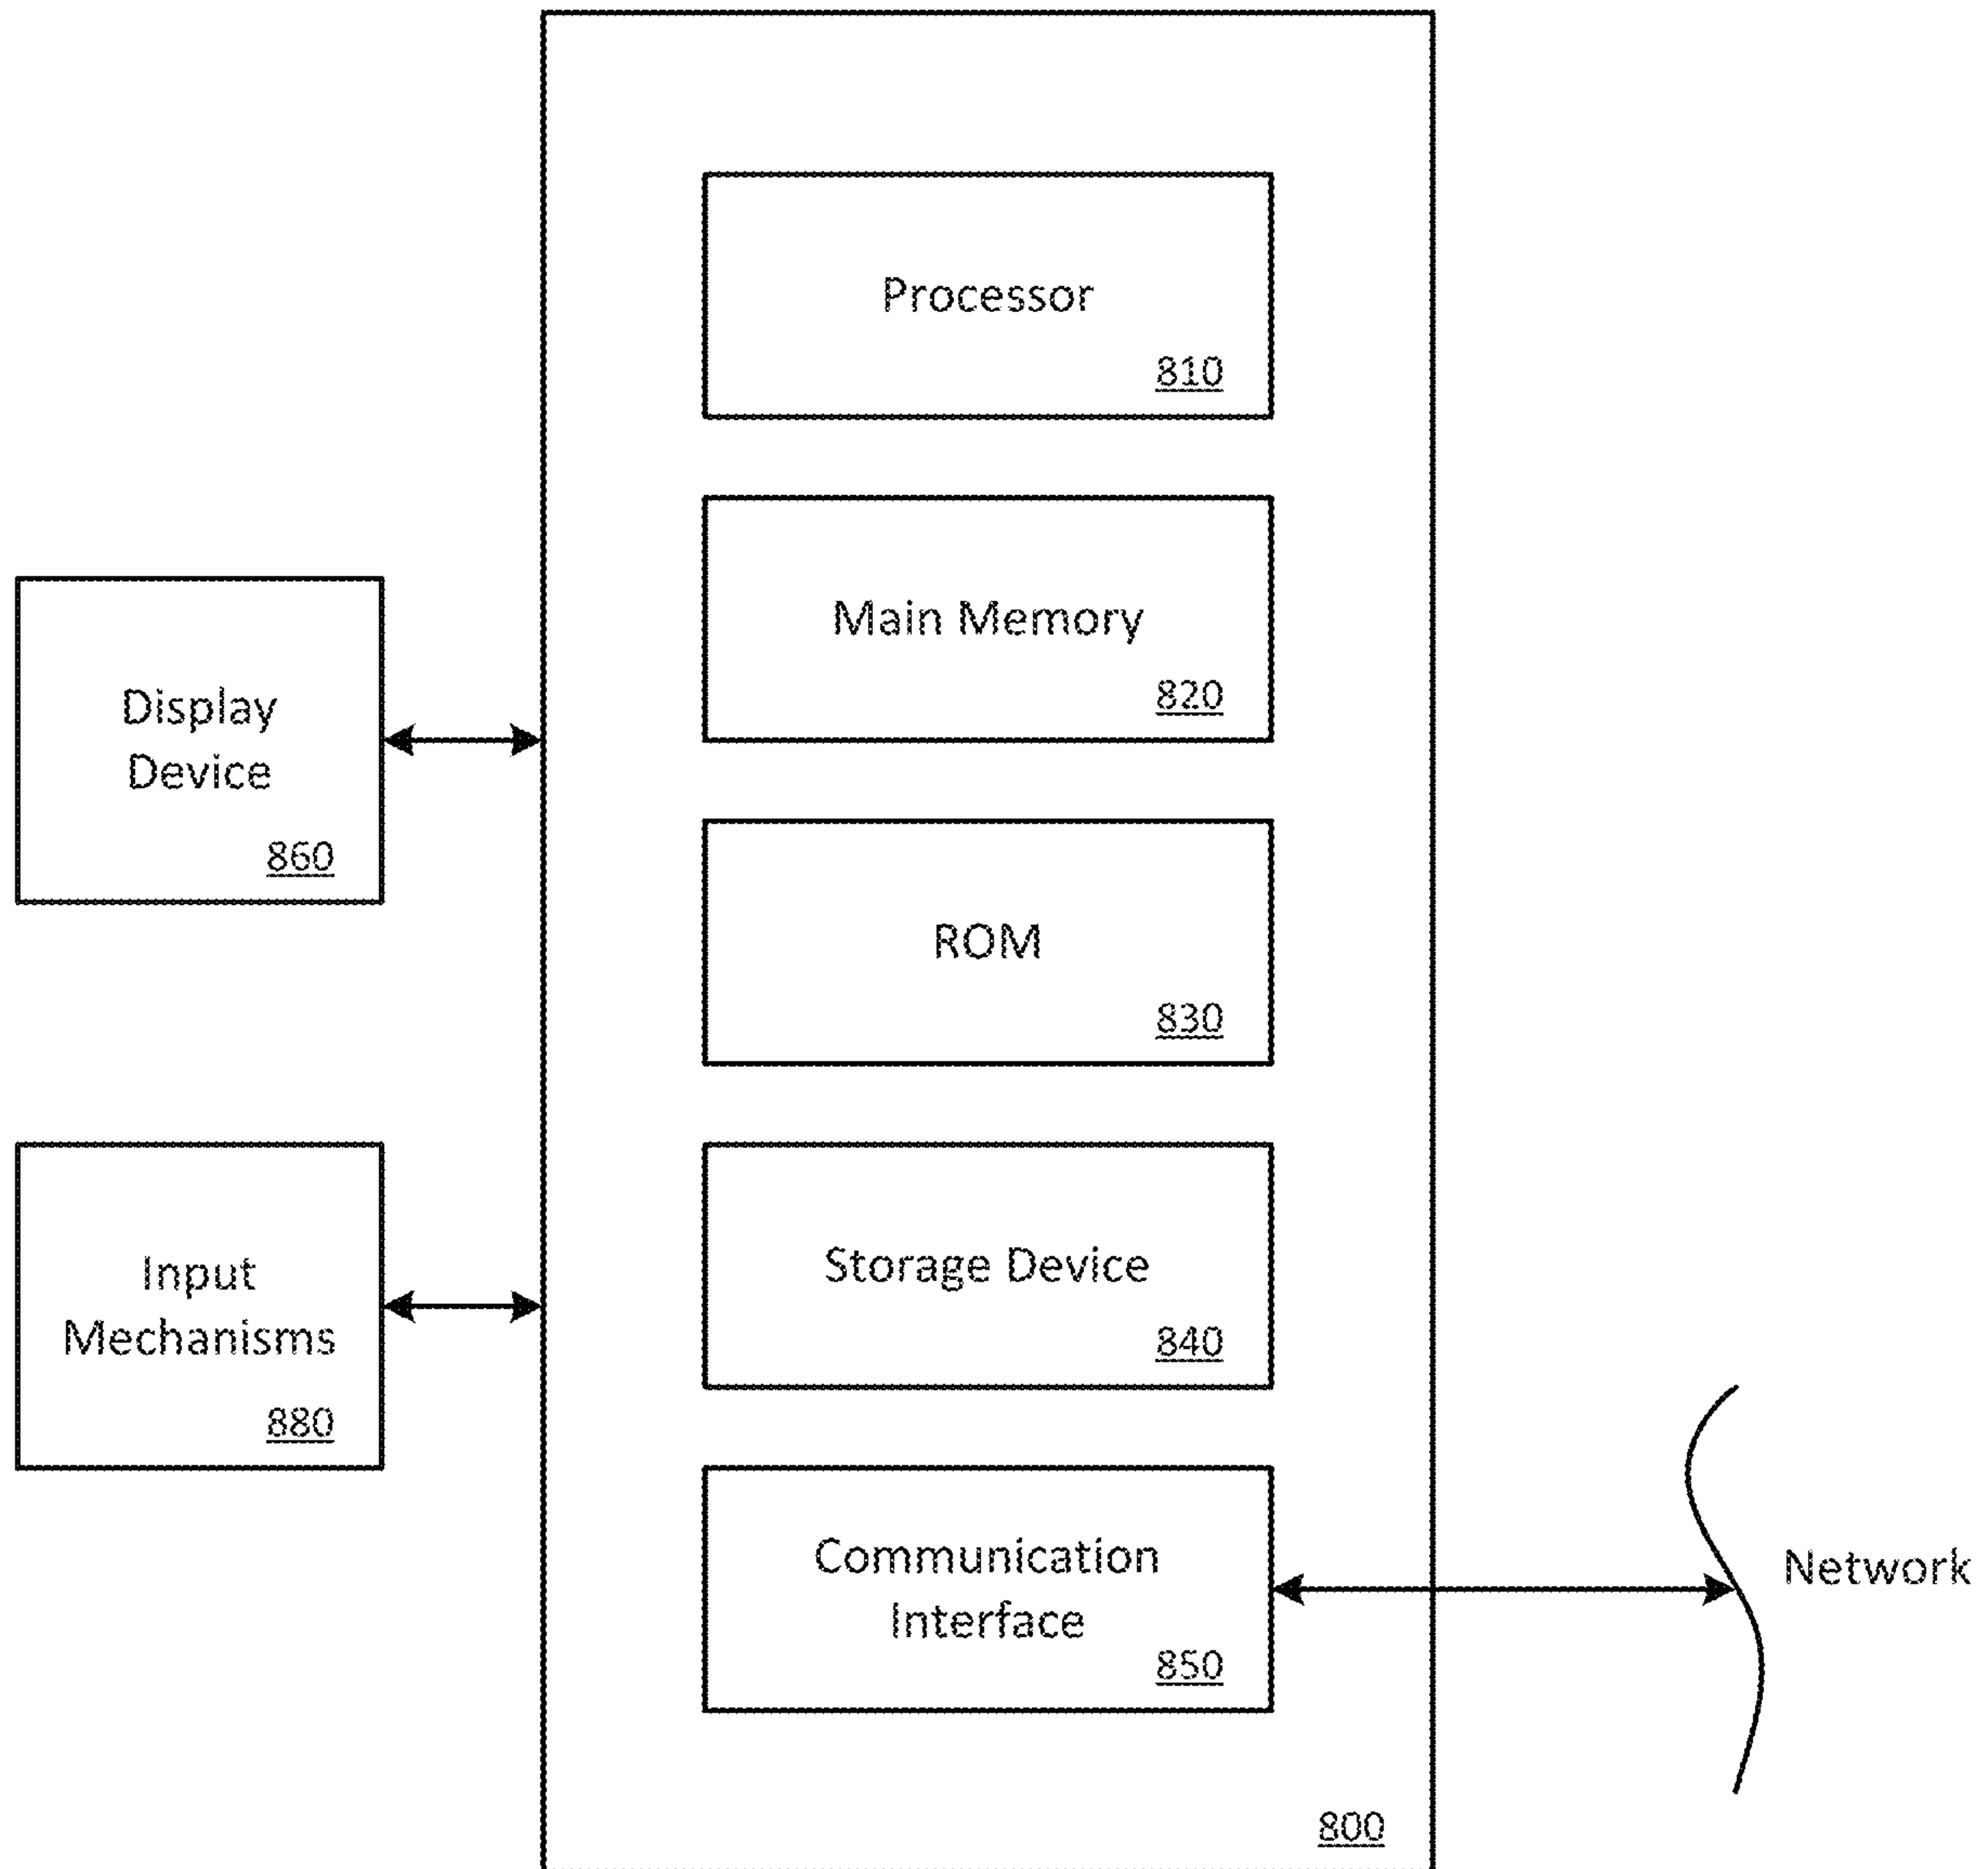 Processor
810
Main Memory
820
Display
Device
860
ROM
830
Input
Mechanisms
880
Storage Device
840
Communication
Interface
850
Network
800